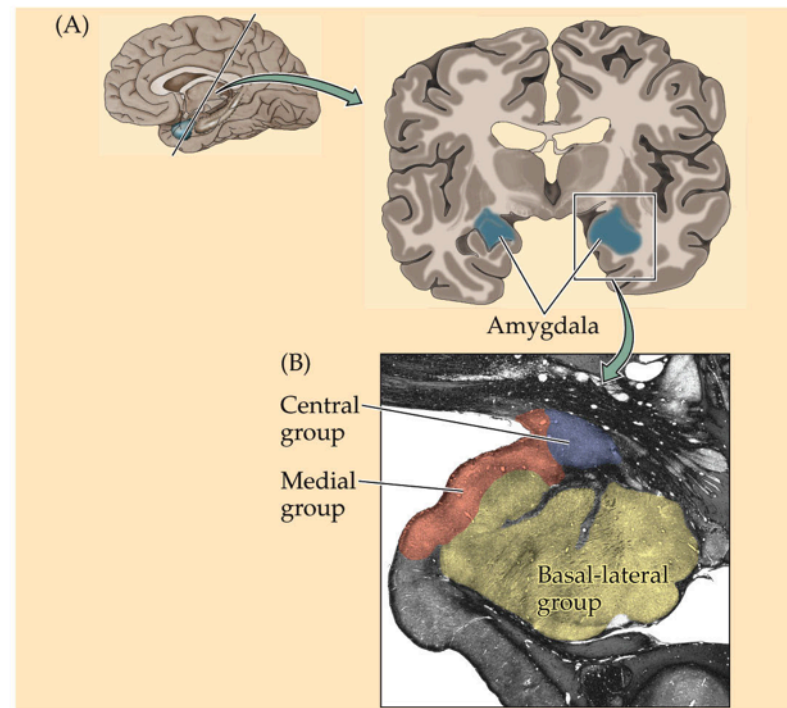 (A)
Amygdala
(B)
Central
group
Medial
group
Basal-lateral
group